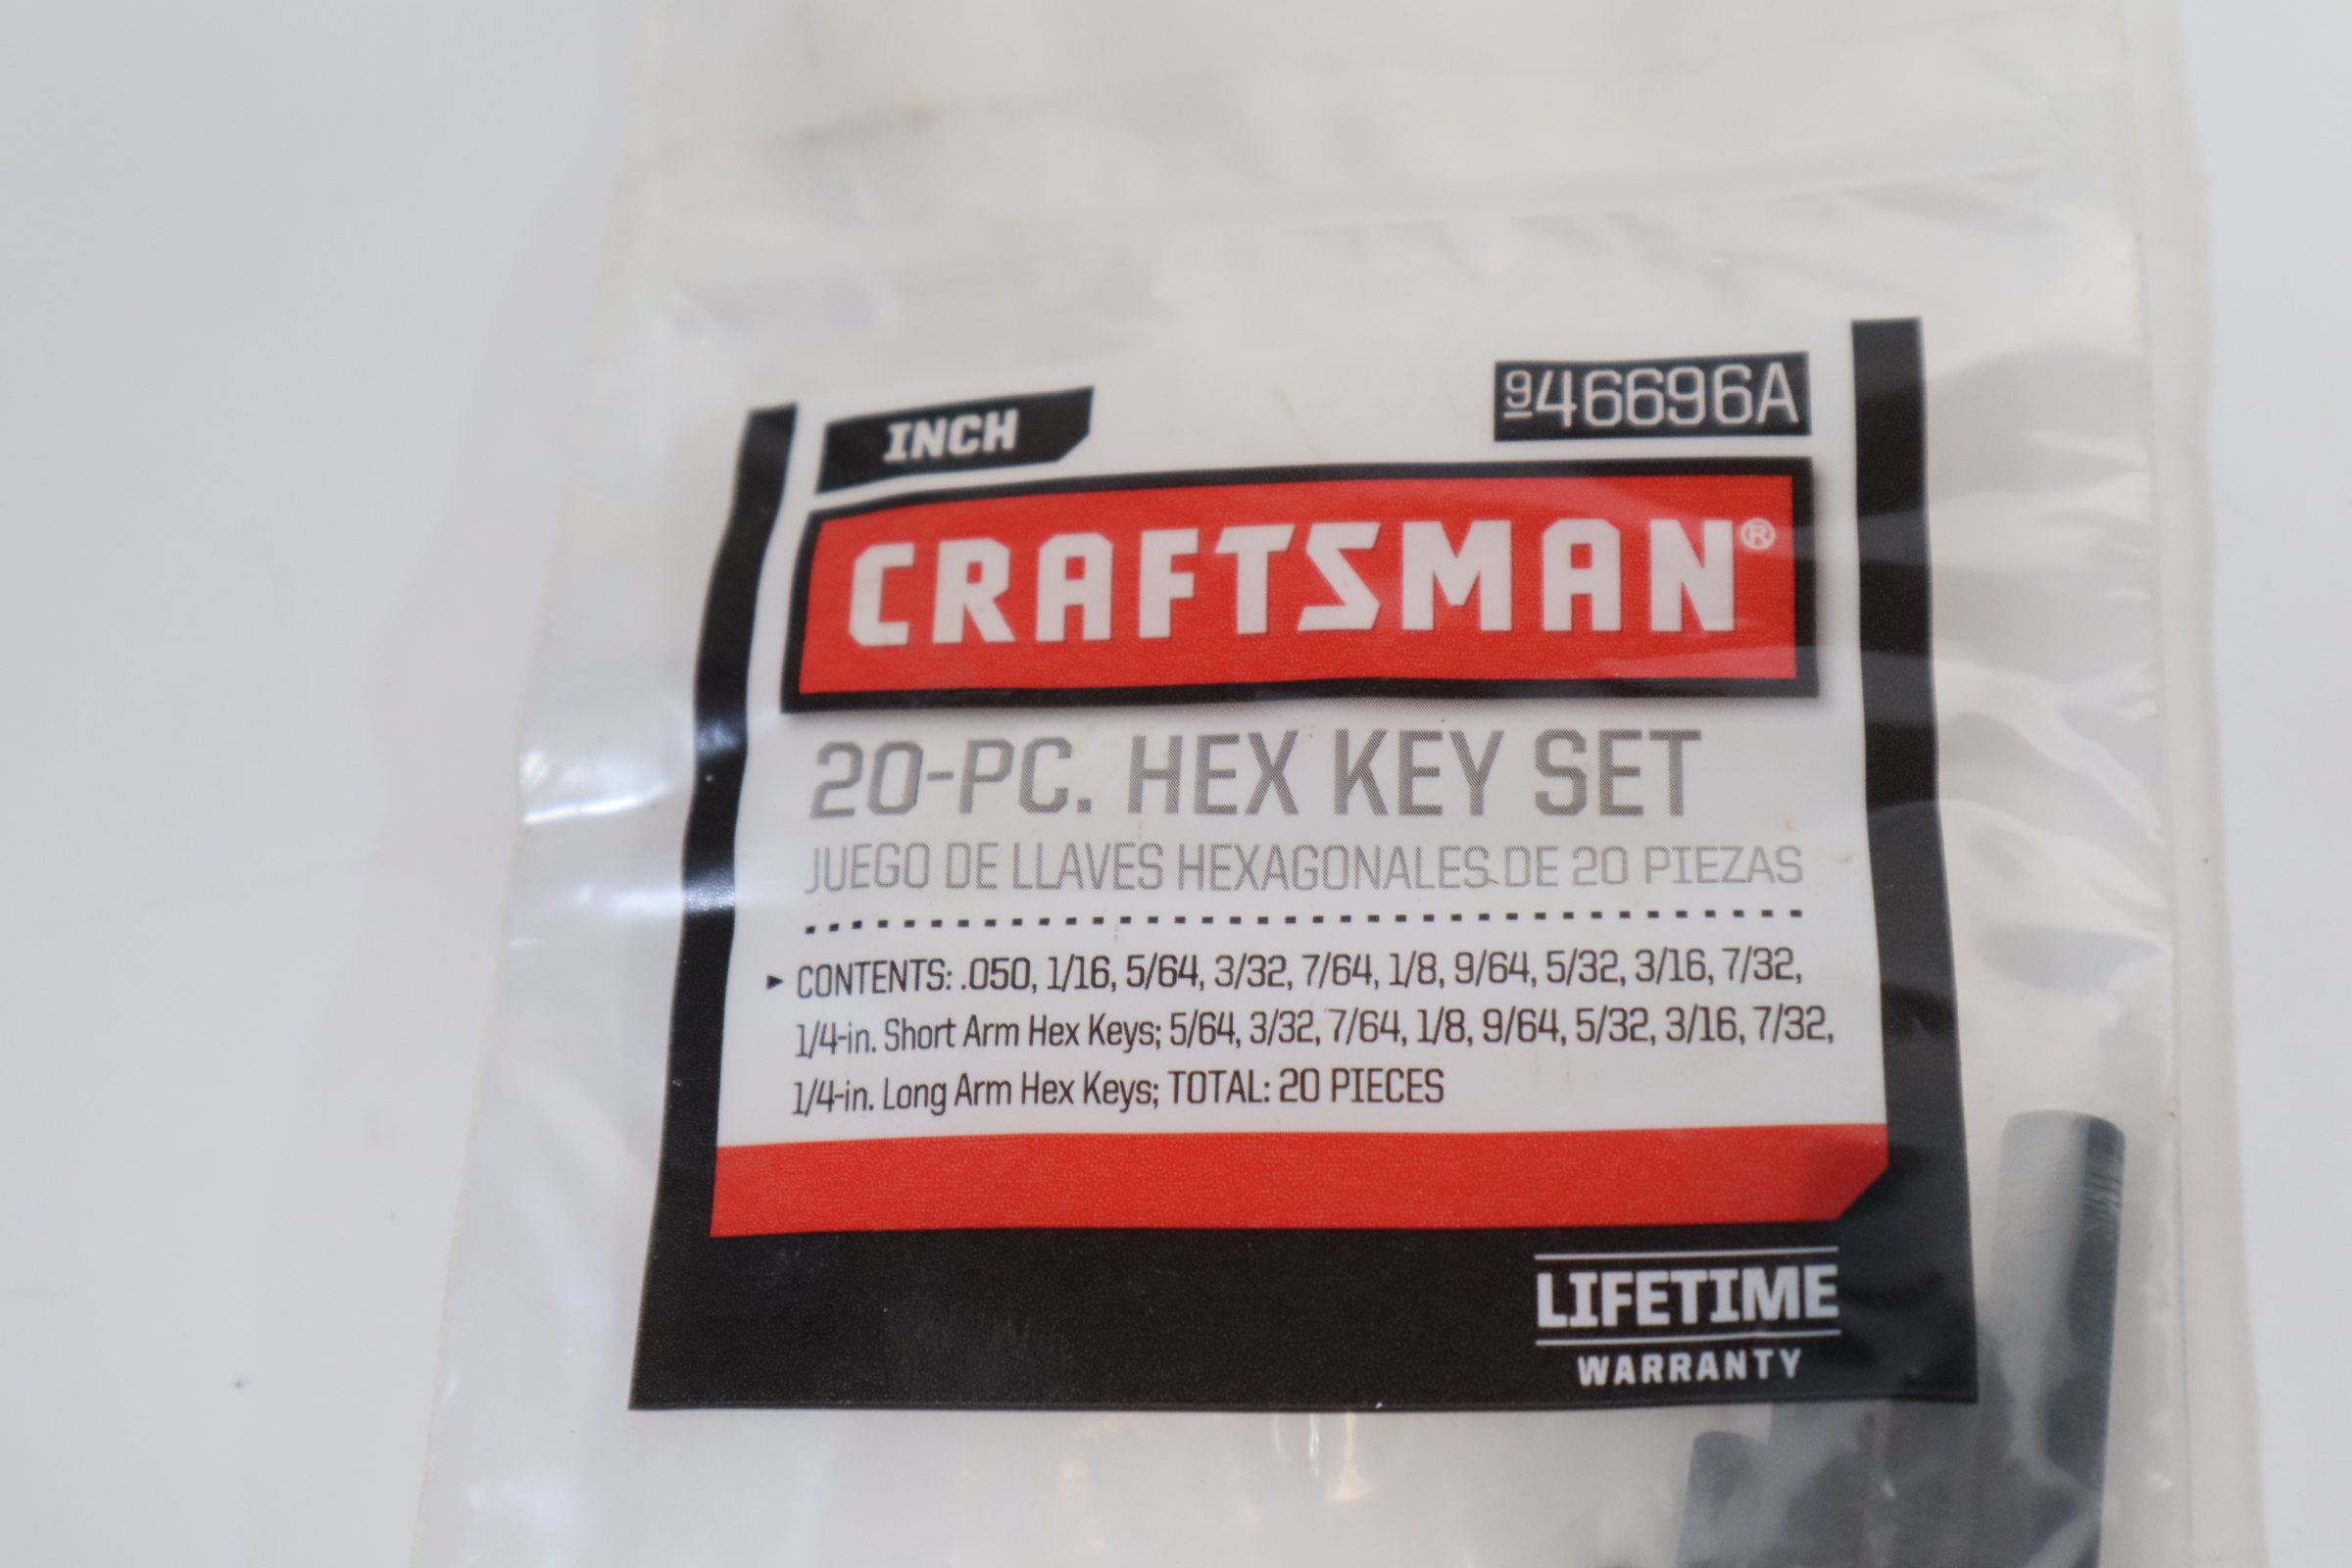 INCH
946696A
CRAFTSMAN®
20-PC. HEX KEY SET
JUEGO DE LLAVES HEXAGONALES DE 20 PIEZAS
► CONTENTS: .050, 1/16, 5/64, 3/32, 7/64, 1/8, 9/64, 5/32, 3/16, 7/32,
1/4-in. Short Arm Hex Keys; 5/64, 3/32, 7/64, 1/8, 9/64, 5/32, 3/16, 7/32,
1/4-in. Long Arm Hex Keys; TOTAL: 20 PIECES
LIFETIME
WARRANTY